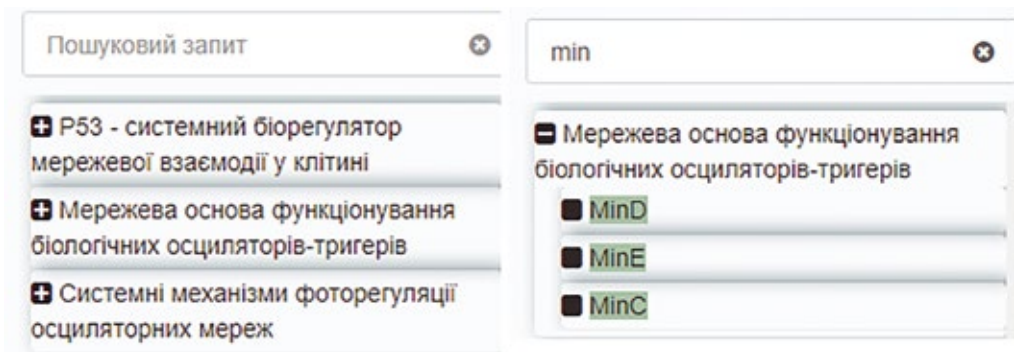 Пошуковий запит
P53 - системний біорегулятор
мережевої взаємодії у клітині
Мережева основа функціонування
біологічних осциляторів-тригерів
Системні механізми фоторегуляції
осциляторних мереж
min
Мережева основа функціонування
біологічних осциляторів-тригерів
MinD
MinE
MinC